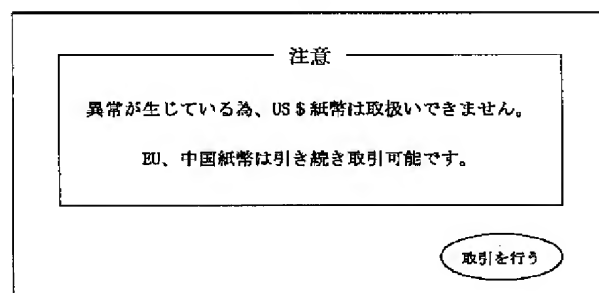 注意
異常が生じている為、US＄紙幣は取扱いできません。
EU、中国紙幣は引き続き取引可能です。
取引を行う